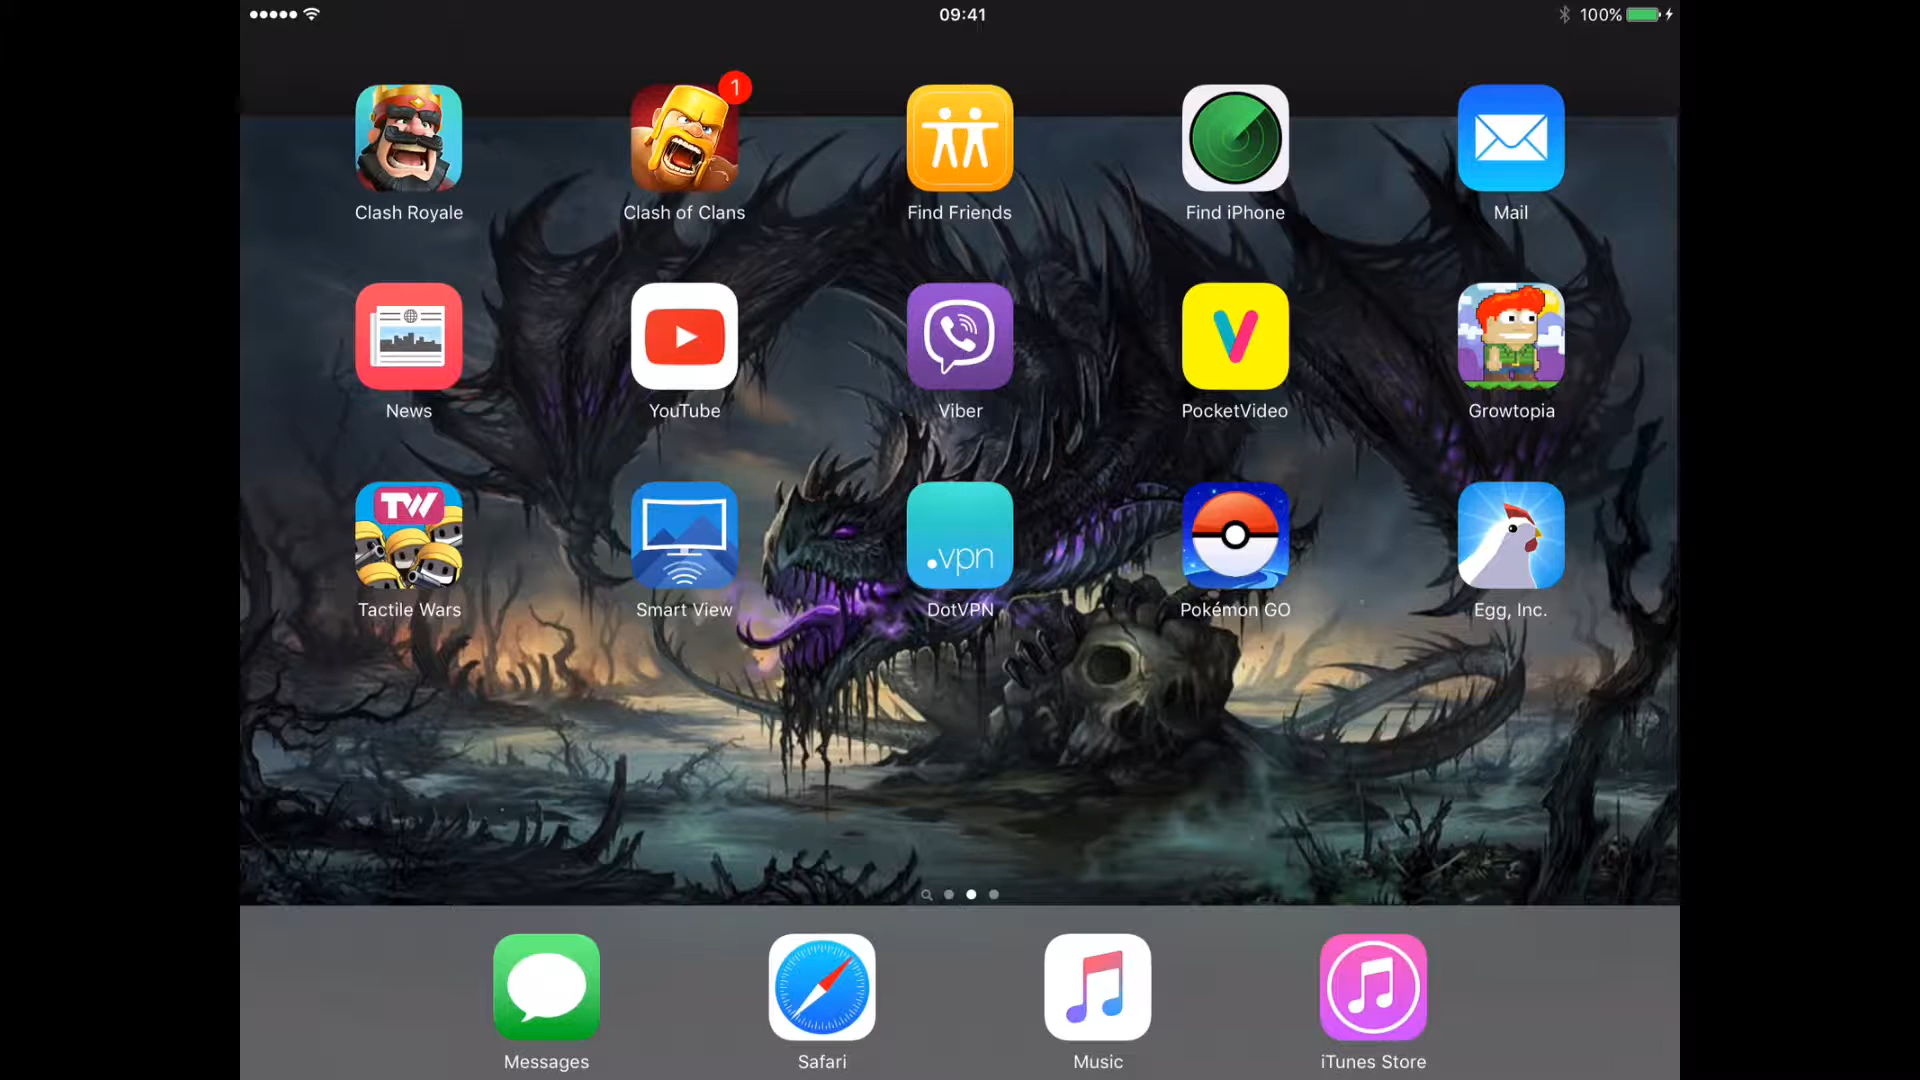 09:41
100%
1
Clash Royale
Clash of Clans
Find Friends
Find iPhone
Mail
News
YouTube
Viber
PocketVideo
Growtopia
TW
.vpn
Tactile Wars
Smart View
DotVPN
Pokémon GO
Egg, Inc.
Messages
Safari
Music
iTunes Store